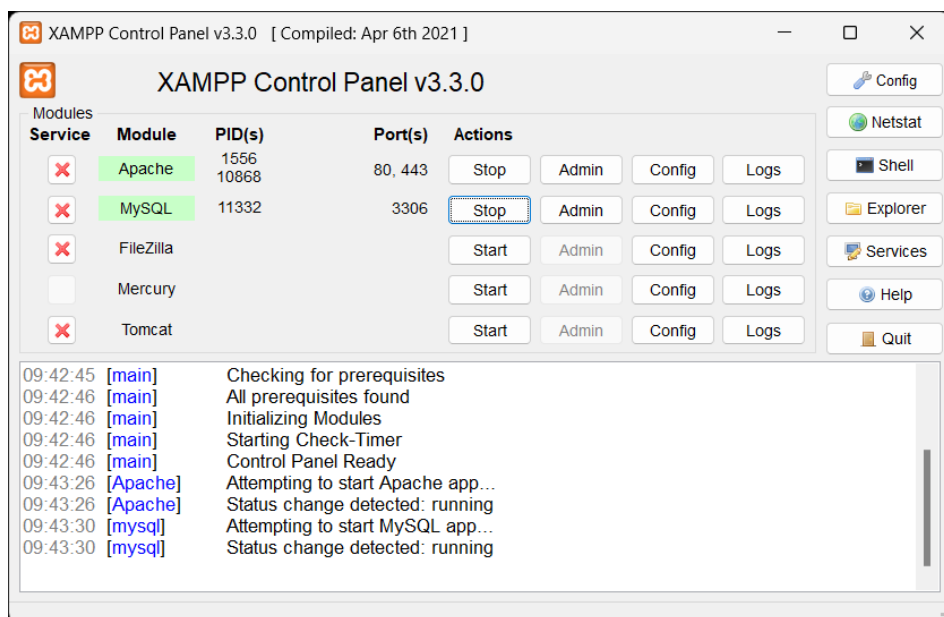 XAMPP Control Panel v3.3.0 [ Compiled: Apr 6th 2021 ]
XAMPP Control Panel v3.3.0
Config
Modules
Netstat
Service Module PID(s) Port(s) Actions
Apache 1556 10868 80, 443 Stop Admin Config Logs
Shell
MySQL 11332 3306 Stop Admin Config Logs
Explorer
FileZilla Start Admin Config Logs
Services
Mercury Start Admin Config Logs
Help
Tomcat Start Admin Config Logs
Quit
09:42:45 [main] Checking for prerequisites
09:42:46 [main] All prerequisites found
09:42:46 [main] Initializing Modules
09:42:46 [main] Starting Check-Timer
09:42:46 [main] Control Panel Ready
09:43:26 [Apache] Attempting to start Apache app...
09:43:26 [Apache] Status change detected: running
09:43:30 [mysql] Attempting to start MySQL app...
09:43:30 [mysql] Status change detected: running